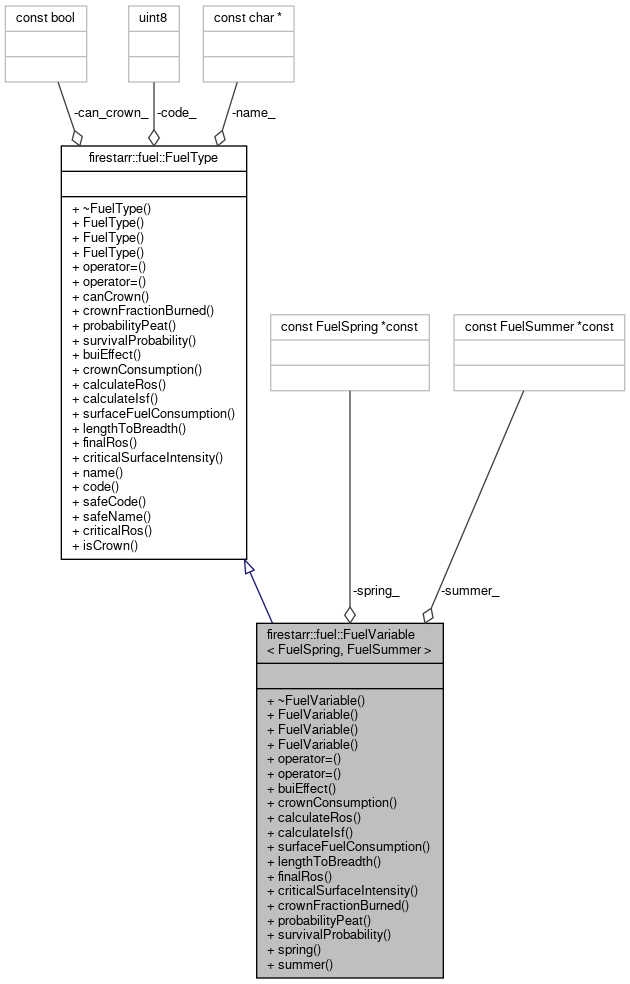 const bool
uint8
const char *
-can_crown_
-code_
-name_
firestarr::fuel::FuelType
+ ~FuelType()
+ FuelType()
+ FuelType()
+ FuelType()
+ operator=()
+ operator=()
+ canCrown()
+ crownFractionBurned()
+ probabilityPeat()
+ survivalProbability()
+ buiEffect()
+ crownConsumption()
+ calculateRos()
+ calculateIsf()
+ surfaceFuelConsumption()
+ lengthToBreadth()
+ finalRos()
+ criticalSurfaceIntensity()
+ name()
+ code()
+ safeCode()
+ safeName()
+ criticalRos()
+ isCrown()
const FuelSpring *const
const FuelSummer *const
-spring_
-summer_
firestarr::fuel::FuelVariable
< FuelSpring, FuelSummer >
+ ~FuelVariable()
+ FuelVariable()
+ FuelVariable()
+ FuelVariable()
+ operator=()
+ operator=()
+ buiEffect()
+ crownConsumption()
+ calculateRos()
+ calculateIsf()
+ surfaceFuelConsumption()
+ lengthToBreadth()
+ finalRos()
+ criticalSurfaceIntensity()
+ crownFractionBurned()
+ probabilityPeat()
+ survivalProbability()
+ spring()
+ summer()